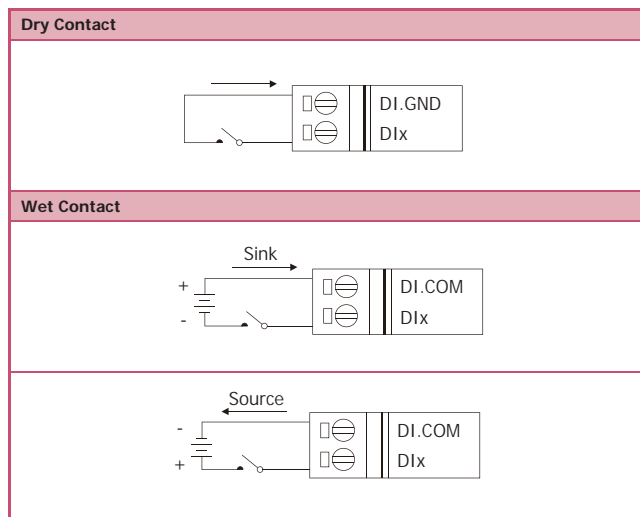 Dry Contact
DI.GND
DIx
Wet Contact
Sink
+
DI.COM
-
DIx
Source
-
DI.COM
+
DIx